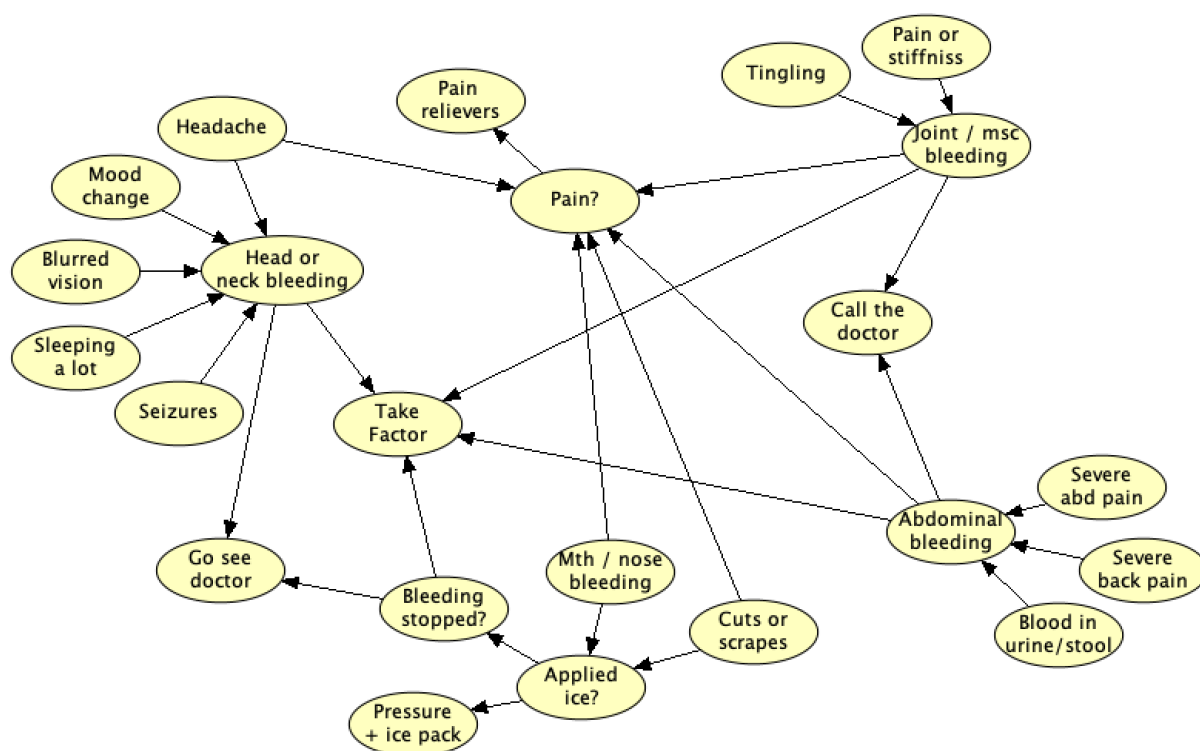 Pain or
stiffniss
Tingling
Pain
relievers
Headache
Joint / msc
bleeding
Mood
change
Pain?
Blurred
vision
Head or
neck bleeding
Call the
doctor
Sleeping
a lot
Seizures
Take
Factor
Severe
abd pain
Abdominal
bleeding
Severe
back pain
Go see
doctor
Mth / nose
bleeding
Bleeding
stopped?
Cuts or
scrapes
Blood in
urine/stool
Applied
ice?
Pressure
+ ice pack